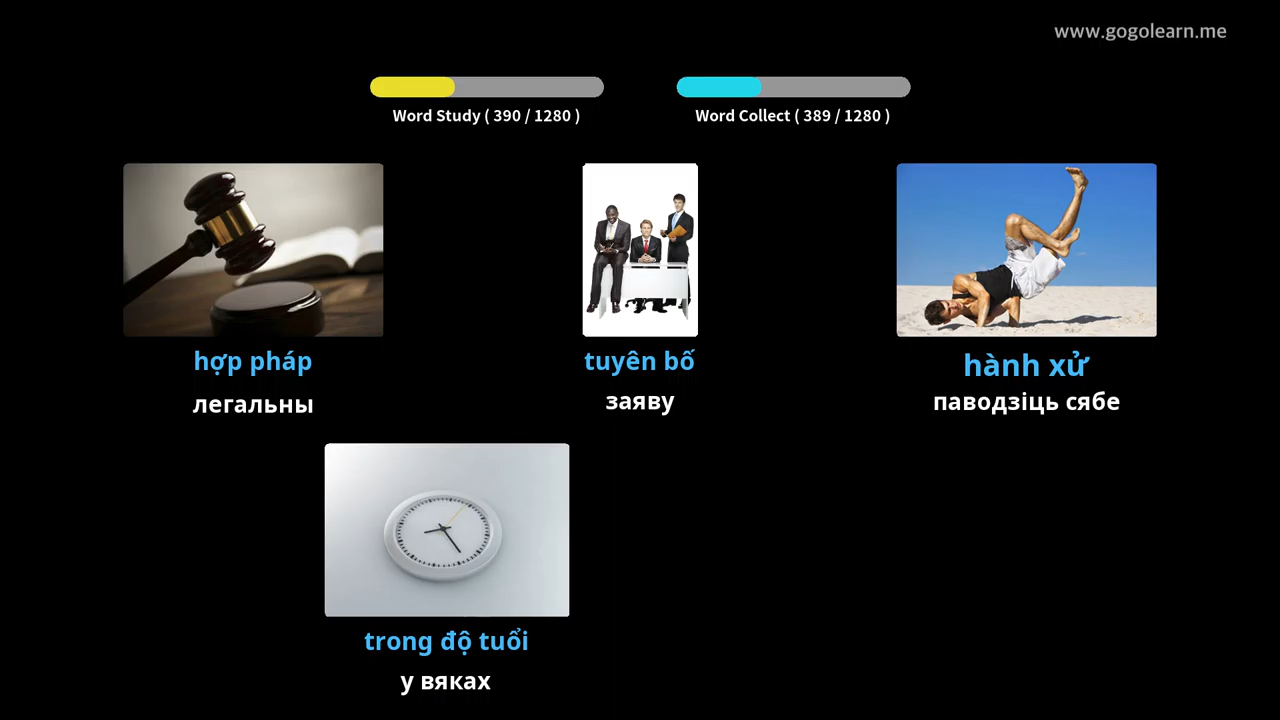 www.gogolearn.me
Word Study ( 390 / 1280 )
Word Collect ( 389 / 1280 )
hợp pháp
легальны
tuyên bố
заяву
hành xử
паводзіць сябе
trong độ tuổi
у вяках